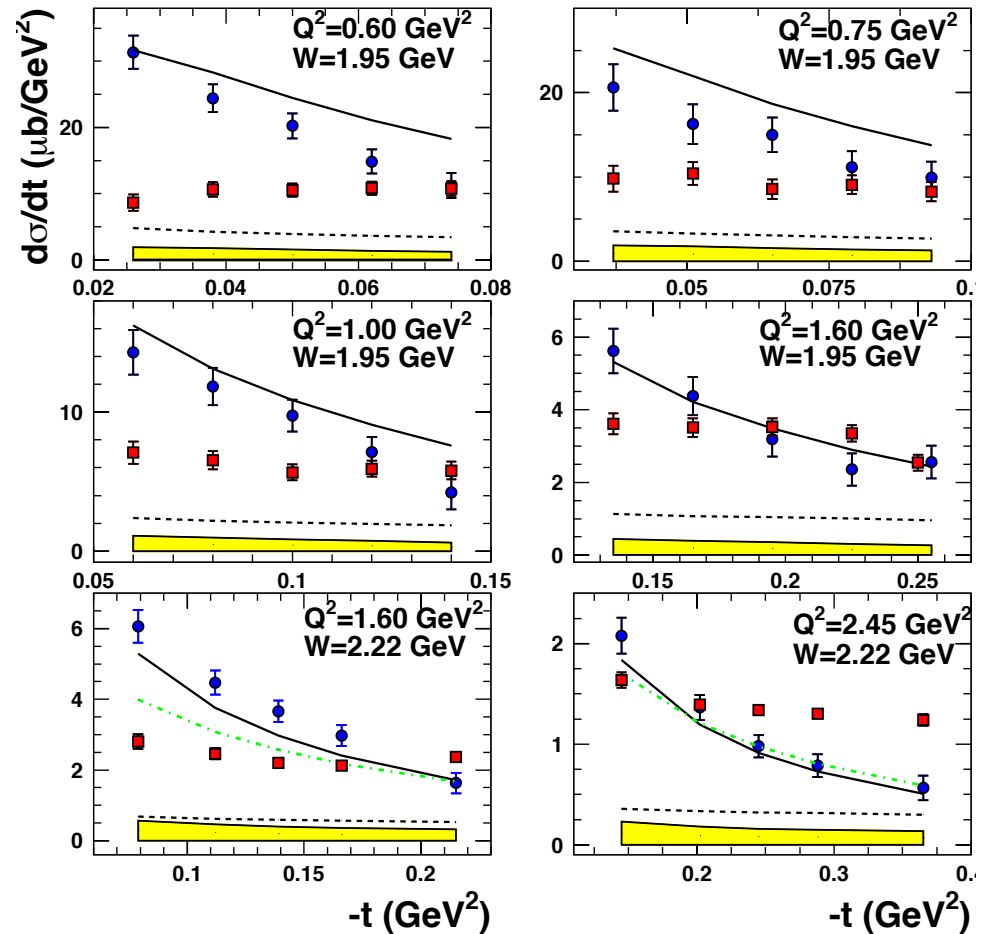 dσ/dt (μb/GeV²)
Q²=0.60 GeV²
W=1.95 GeV
20
0
0.02 0.04 0.06 0.08
Q²=0.75 GeV²
W=1.95 GeV
20
0
0.05 0.075
Q²=1.00 GeV²
W=1.95 GeV
10
0
0.05 0.1 0.15
Q²=1.60 GeV²
W=1.95 GeV
6
4
2
0
0.15 0.2 0.25
Q²=1.60 GeV²
W=2.22 GeV
6
4
2
0
0.1 0.15 0.2
-t (GeV²)
Q²=2.45 GeV²
W=2.22 GeV
2
1
0
0.2 0.3
-t (GeV²)